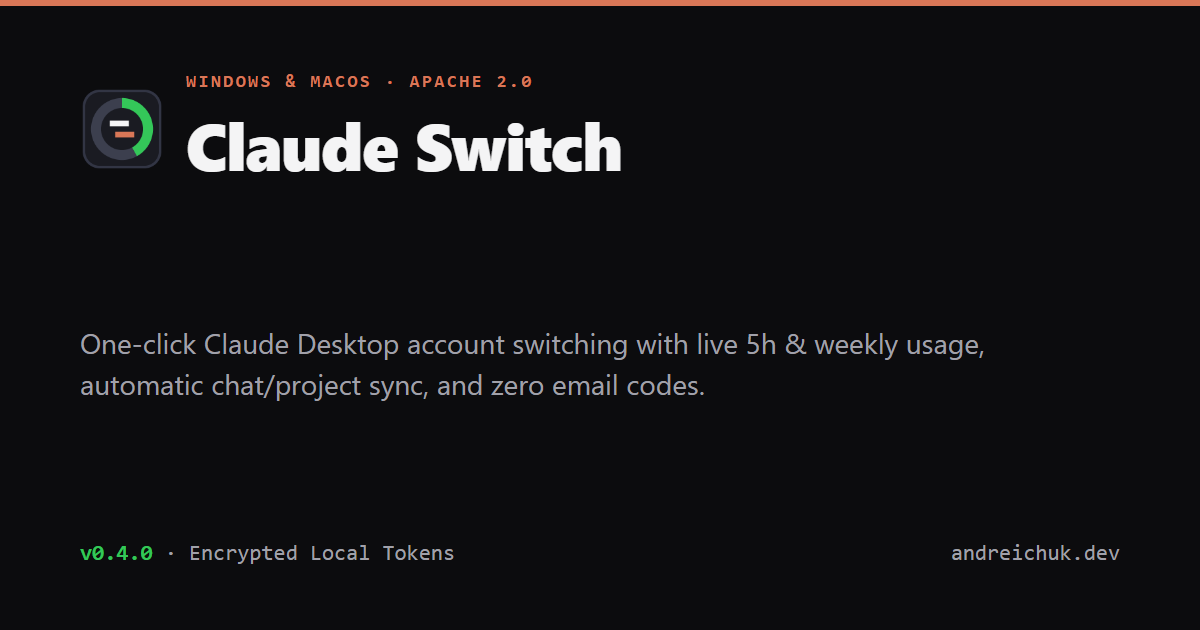 WINDOWS & MACOS · APACHE 2.0
Claude Switch
One-click Claude Desktop account switching with live 5h & weekly usage,
automatic chat/project sync, and zero email codes.
v0.4.0 · Encrypted Local Tokens
andreichuk.dev